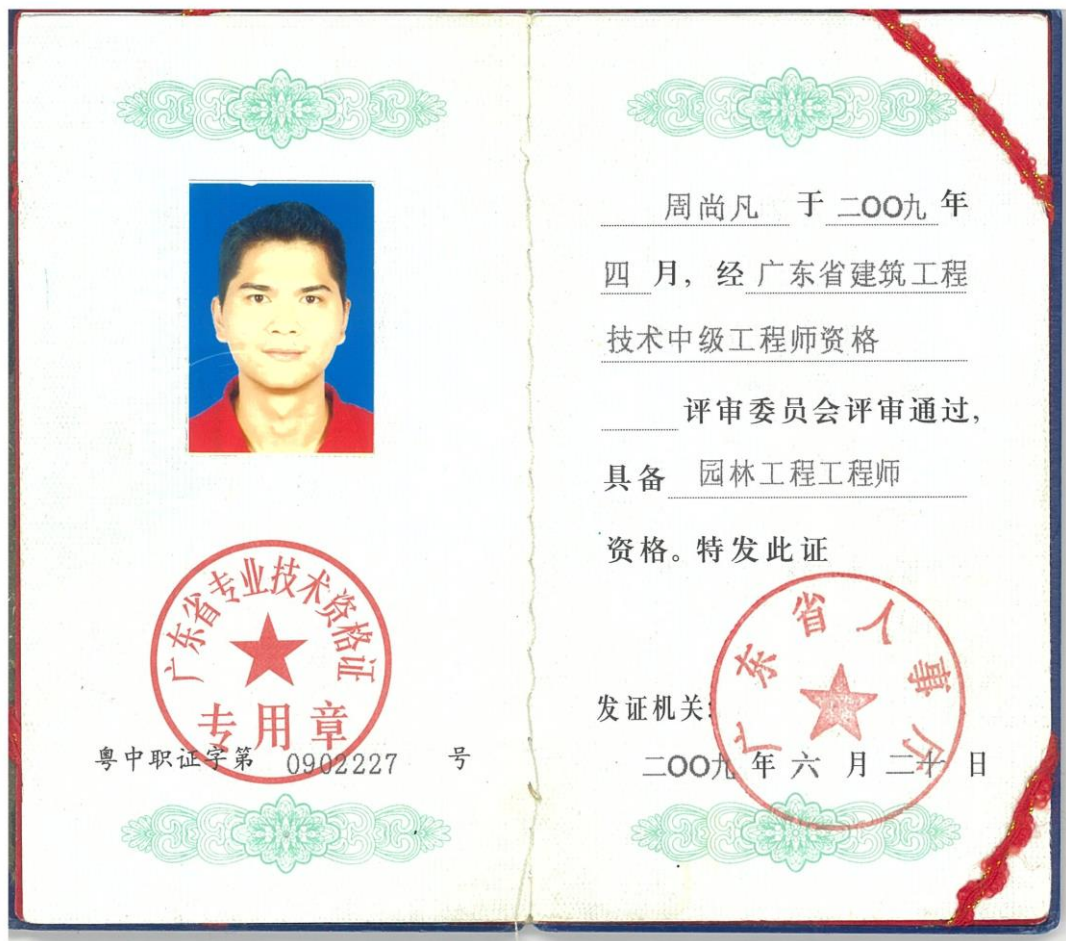 广东省专业技术资格证
专用章
粤中职证字第 0902227 号
周尚凡 于 二OO九 年
四 月，经 广东省建筑工程
技术中级工程师资格
评审委员会评审通过，
具备 园林工程工程师
资格。特发此证
广东省人事厅
发证机关：
二OO九 年 六 月 二十 日